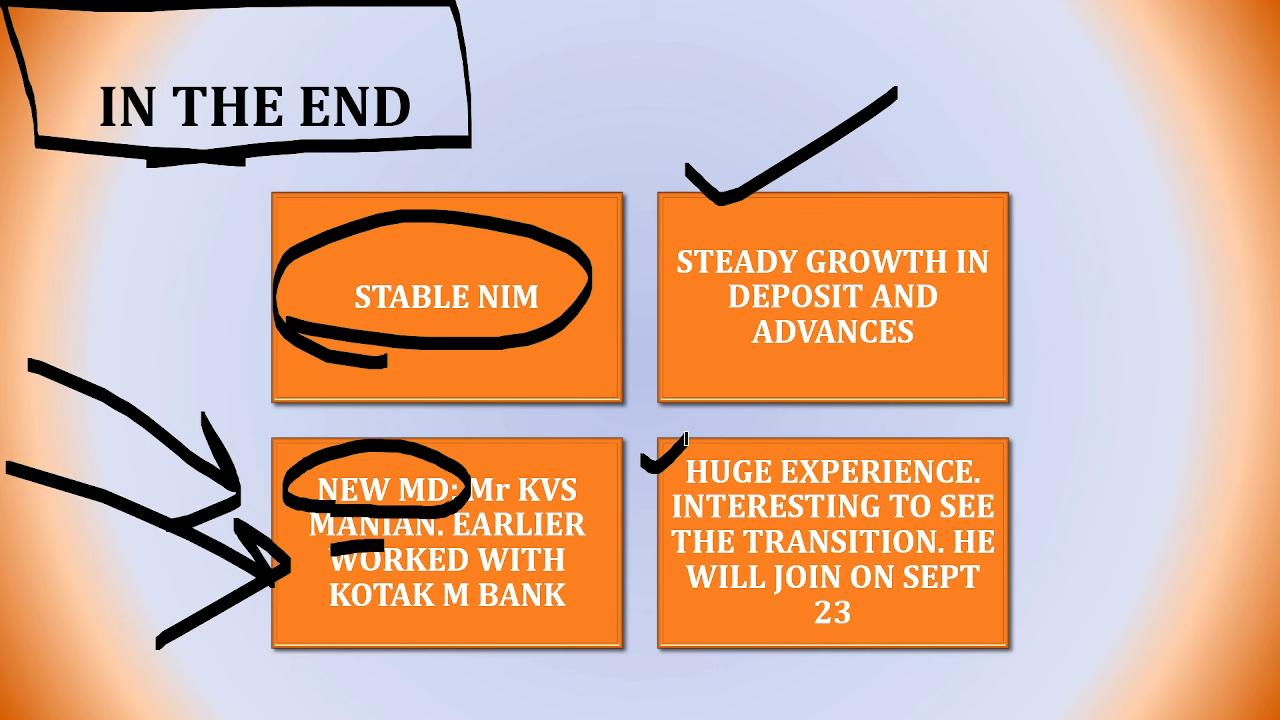 IN THE END
STABLE NIM
STEADY GROWTH IN
DEPOSIT AND
ADVANCES
NEW MD: Mr KVS
MANIAN. EARLIER
WORKED WITH
KOTAK M BANK
HUGE EXPERIENCE.
INTERESTING TO SEE
THE TRANSITION. HE
WILL JOIN ON SEPT
23